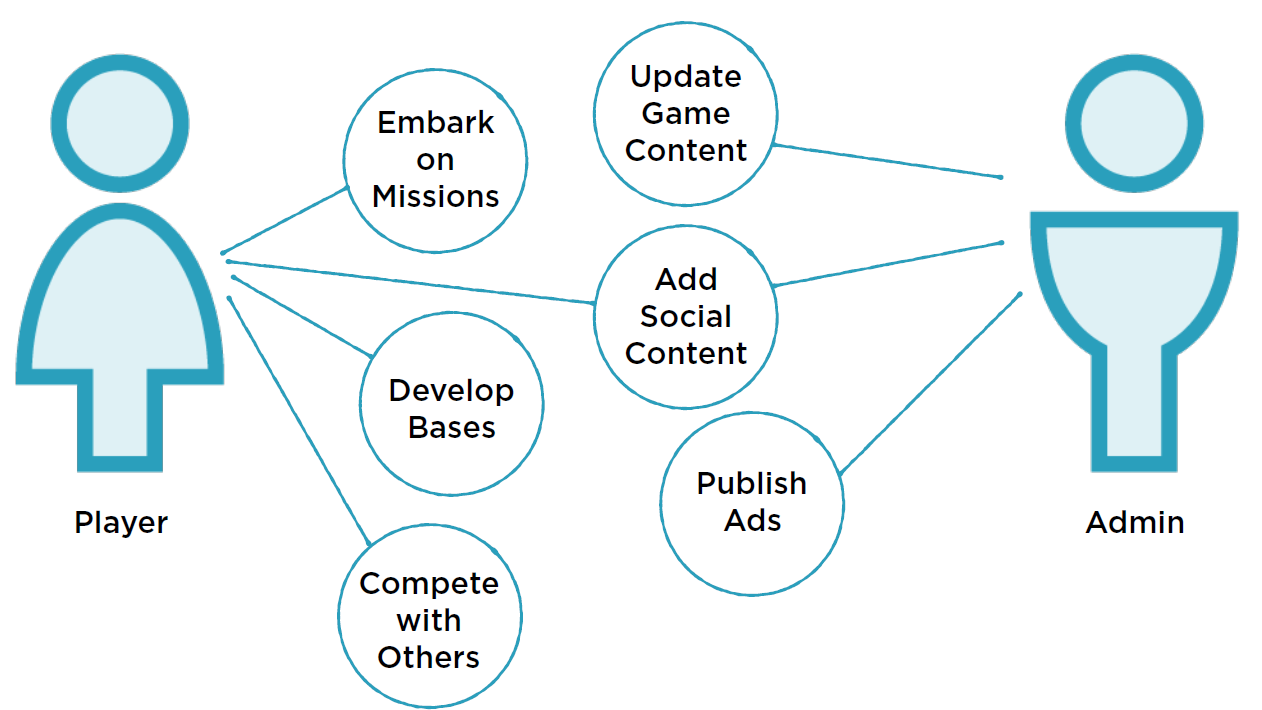 Embark
on
Missions
Update
Game
Content
Add
Social
Content
Develop
Bases
Publish
Ads
Compete
with
Others
Player
Admin